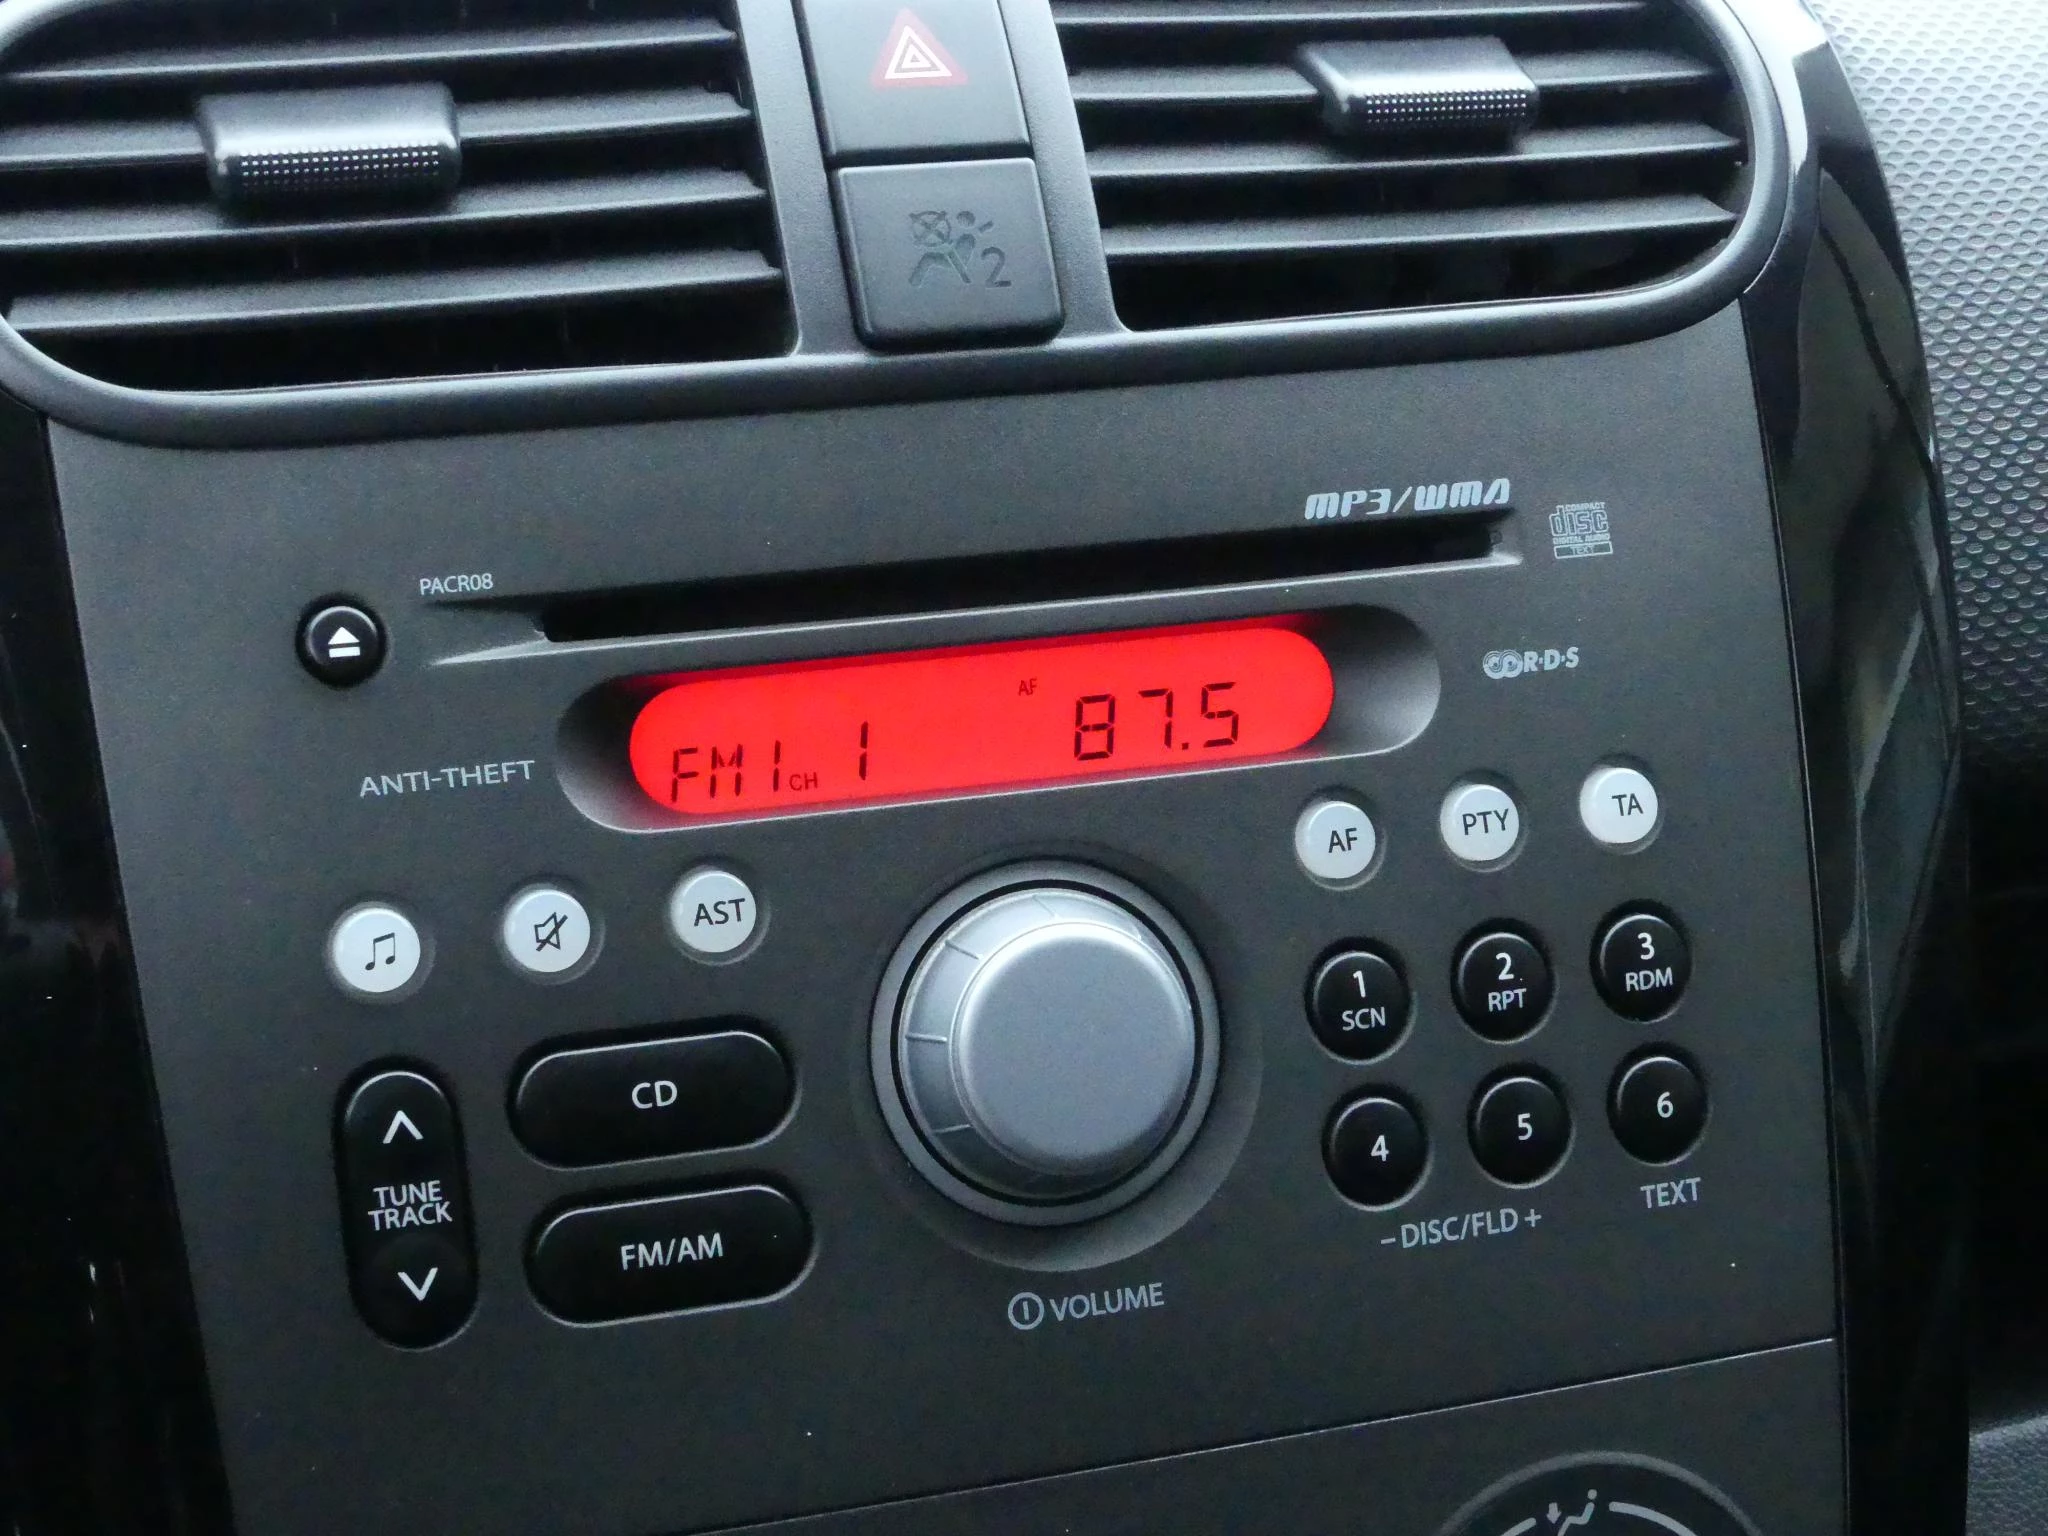 2
MP3/WMA
COMPACT
disc
DIGITAL AUDIO
TEXT
PACR08
R·D·S
AF
FM1 CH 1 87.5
ANTI-THEFT
AF PTY TA
AST
1 2 3
SCN RPT RDM
CD
TUNE
TRACK
4 5 6
FM/AM
– DISC/FLD + TEXT
VOLUME